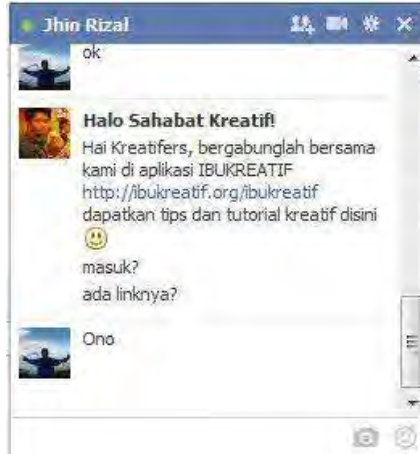 Jhin Rizal
ok
Halo Sahabat Kreatif!
Hai Kreatifers, bergabunglah bersama
kami di aplikasi IBUKREATIF
http://ibukreatif.org/ibukreatif
dapatkan tips dan tutorial kreatif disini
masuk?
ada linknya?
Ono